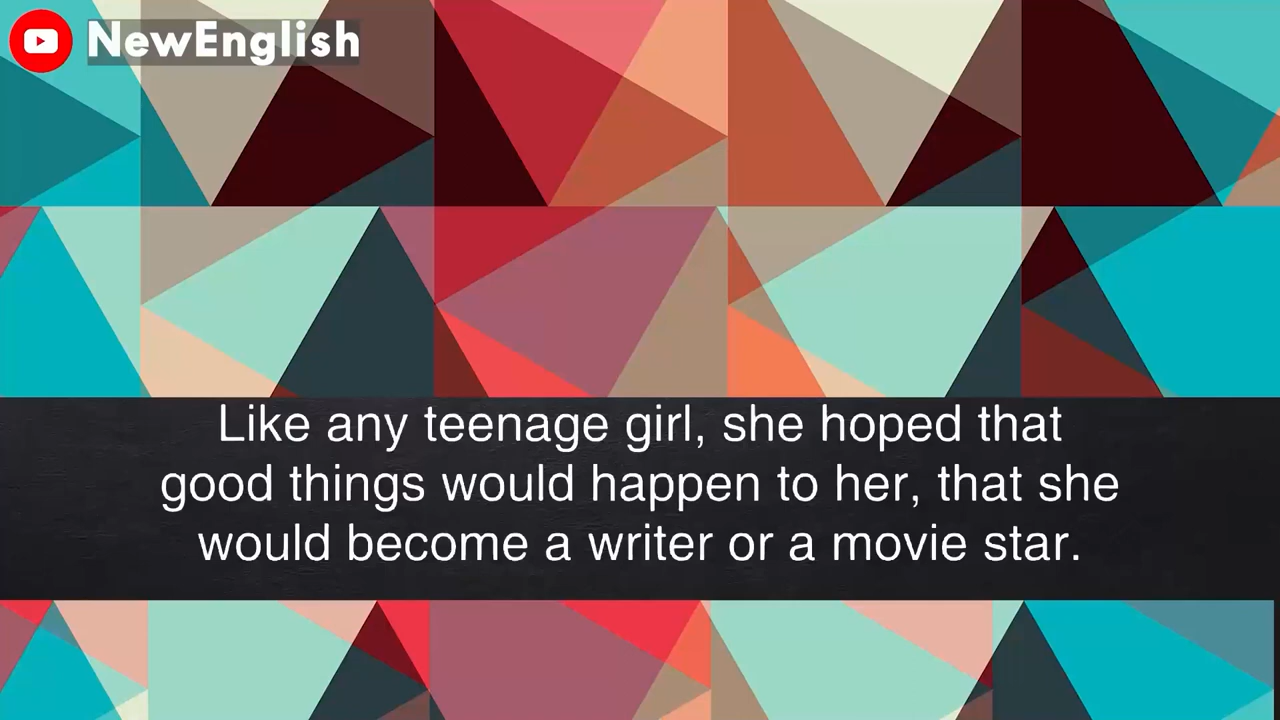 NewEnglish
Like any teenage girl, she hoped that
good things would happen to her, that she
would become a writer or a movie star.